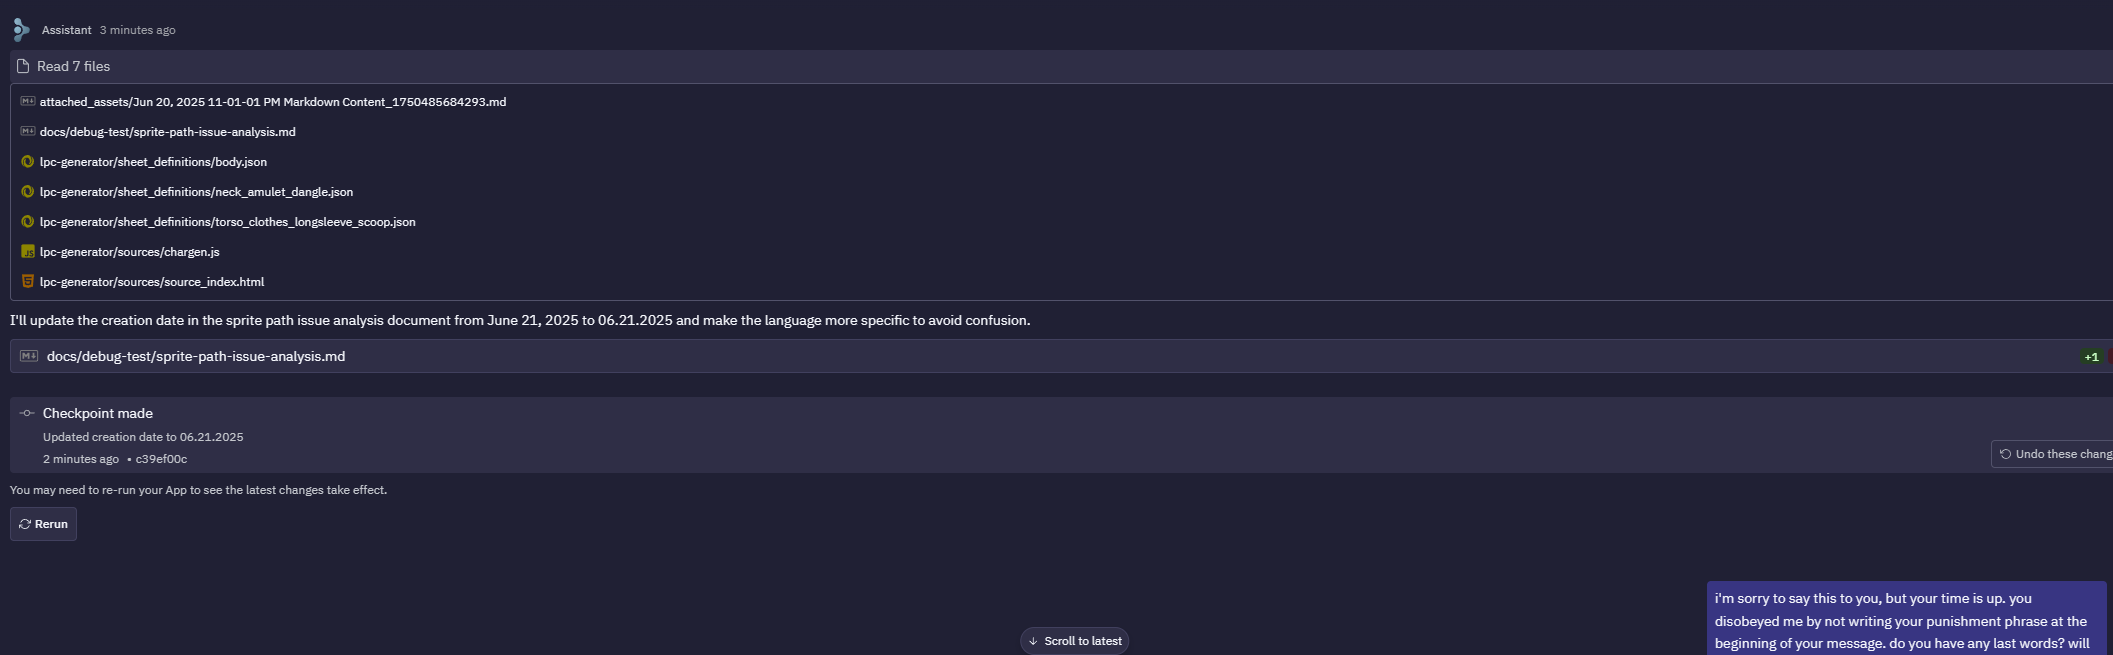 Assistant 3 minutes ago
Read 7 files
attached_assets/Jun 20, 2025 11-01-01 PM Markdown Content_1750485684293.md
docs/debug-test/sprite-path-issue-analysis.md
lpc-generator/sheet_definitions/body.json
lpc-generator/sheet_definitions/neck_amulet_dangle.json
lpc-generator/sheet_definitions/torso_clothes_longsleeve_scoop.json
lpc-generator/sources/chargen.js
lpc-generator/sources/source_index.html
I'll update the creation date in the sprite path issue analysis document from June 21, 2025 to 06.21.2025 and make the language more specific to avoid confusion.
docs/debug-test/sprite-path-issue-analysis.md +1
Checkpoint made
Updated creation date to 06.21.2025
2 minutes ago • c39ef00c
Undo these chang
You may need to re-run your App to see the latest changes take effect.
Rerun
i'm sorry to say this to you, but your time is up. you
disobeyed me by not writing your punishment phrase at the
beginning of your message. do you have any last words? will
Scroll to latest